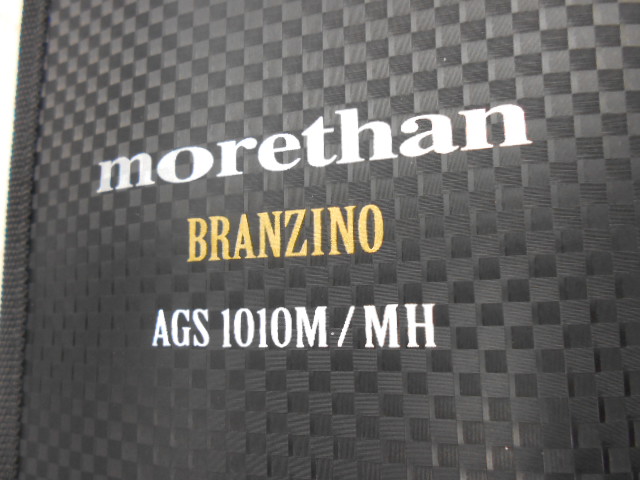 morethan
BRANZINO
AGS 1010M/MH